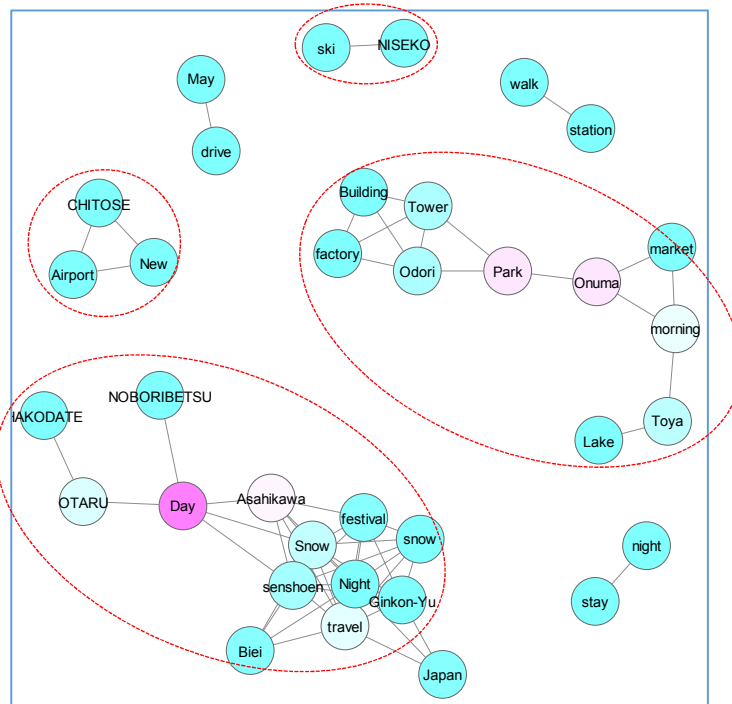 ski
NISEKO
May
walk
drive
station
CHITOSE
New
Airport
Building
Tower
factory
Odori
Park
Onuma
market
morning
Toya
Lake
HAKODATE
NOBORIBETSU
OTARU
Day
Asahikawa
festival
Snow
snow
senshoen
Night
Ginkon-Yu
travel
Biei
Japan
night
stay